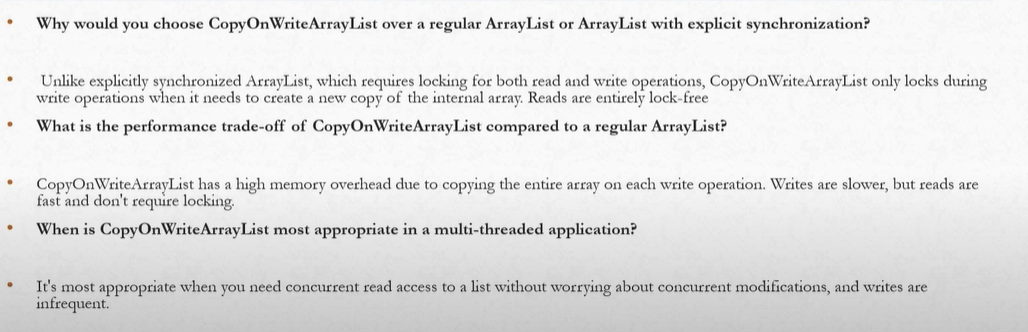 • Why would you choose CopyOnWriteArrayList over a regular ArrayList or ArrayList with explicit synchronization?
• Unlike explicitly synchronized ArrayList, which requires locking for both read and write operations, CopyOnWriteArrayList only locks during
write operations when it needs to create a new copy of the internal array. Reads are entirely lock-free
• What is the performance trade-off of CopyOnWriteArrayList compared to a regular ArrayList?
• CopyOnWriteArrayList has a high memory overhead due to copying the entire array on each write operation. Writes are slower, but reads are
fast and don't require locking.
• When is CopyOnWriteArrayList most appropriate in a multi-threaded application?
• It's most appropriate when you need concurrent read access to a list without worrying about concurrent modifications, and writes are
infrequent.